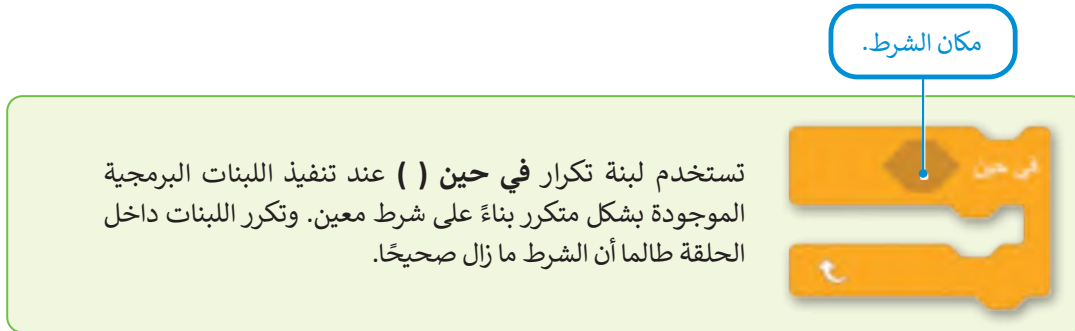 مكان الشرط.
في حين
تستخدم لبنة تكرار في حين ( ) عند تنفيذ اللبنات البرمجية
الموجودة بشكل متكرر بناءً على شرط معين. وتكرر اللبنات داخل
الحلقة طالما أن الشرط ما زال صحيحًا.